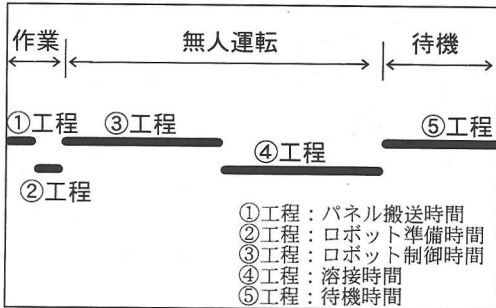 作業 無人運転 待機
①工程 ③工程 ⑤工程
④工程
②工程
①工程：パネル搬送時間
②工程：ロボット準備時間
③工程：ロボット制御時間
④工程：溶接時間
⑤工程：待機時間